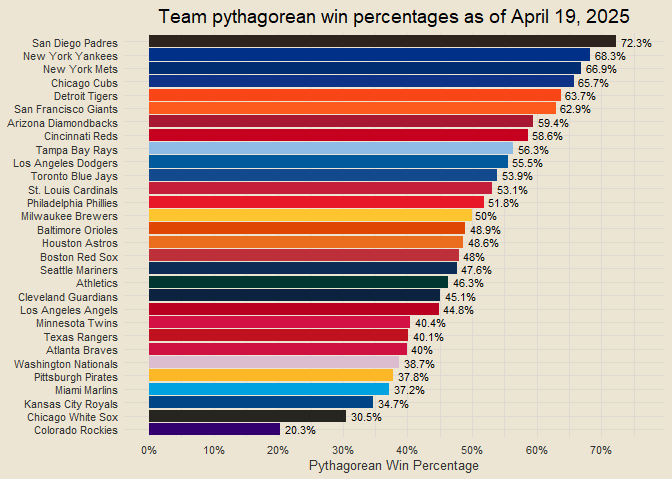 Team pythagorean win percentages as of April 19, 2025
San Diego Padres 72.3%
New York Yankees 68.3%
New York Mets 66.9%
Chicago Cubs 65.7%
Detroit Tigers 63.7%
San Francisco Giants 62.9%
Arizona Diamondbacks 59.4%
Cincinnati Reds 58.6%
Tampa Bay Rays 56.3%
Los Angeles Dodgers 55.5%
Toronto Blue Jays 53.9%
St. Louis Cardinals 53.1%
Philadelphia Phillies 51.8%
Milwaukee Brewers 50%
Baltimore Orioles 48.9%
Houston Astros 48.6%
Boston Red Sox 48%
Seattle Mariners 47.6%
Athletics 46.3%
Cleveland Guardians 45.1%
Los Angeles Angels 44.8%
Minnesota Twins 40.4%
Texas Rangers 40.1%
Atlanta Braves 40%
Washington Nationals 38.7%
Pittsburgh Pirates 37.8%
Miami Marlins 37.2%
Kansas City Royals 34.7%
Chicago White Sox 30.5%
Colorado Rockies 20.3%
0% 10% 20% 30% 40% 50% 60% 70%
Pythagorean Win Percentage